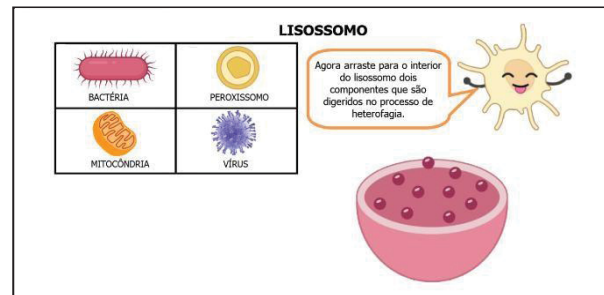 LISOSSOMO
BACTÉRIA
PEROXISSOMO
MITOCÔNDRIA
VÍRUS
Agora arraste para o interior
do lisossomo dois
componentes que são
digeridos no processo de
heterofagia.